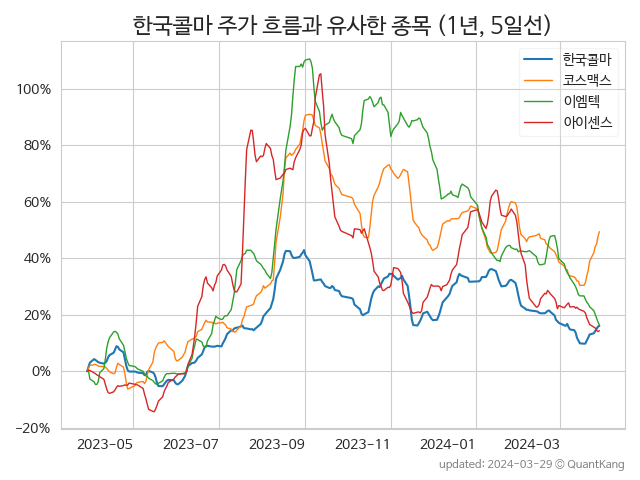 한국콜마 주가 흐름과 유사한 종목 (1년, 5일선)
한국콜마
코스맥스
이엠텍
아이센스
100%
80%
60%
40%
20%
0%
−20%
2023-05 2023-07 2023-09 2023-11 2024-01 2024-03
updated: 2024-03-29 © QuantKang